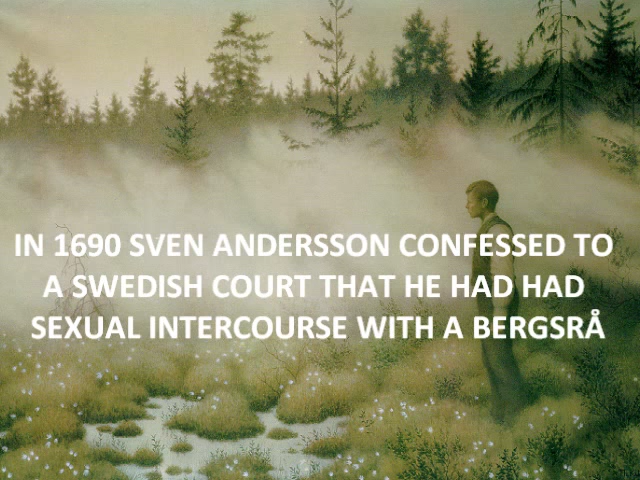 IN 1690 SVEN ANDERSSON CONFESSED TO
A SWEDISH COURT THAT HE HAD HAD
SEXUAL INTERCOURSE WITH A BERGSRÅ